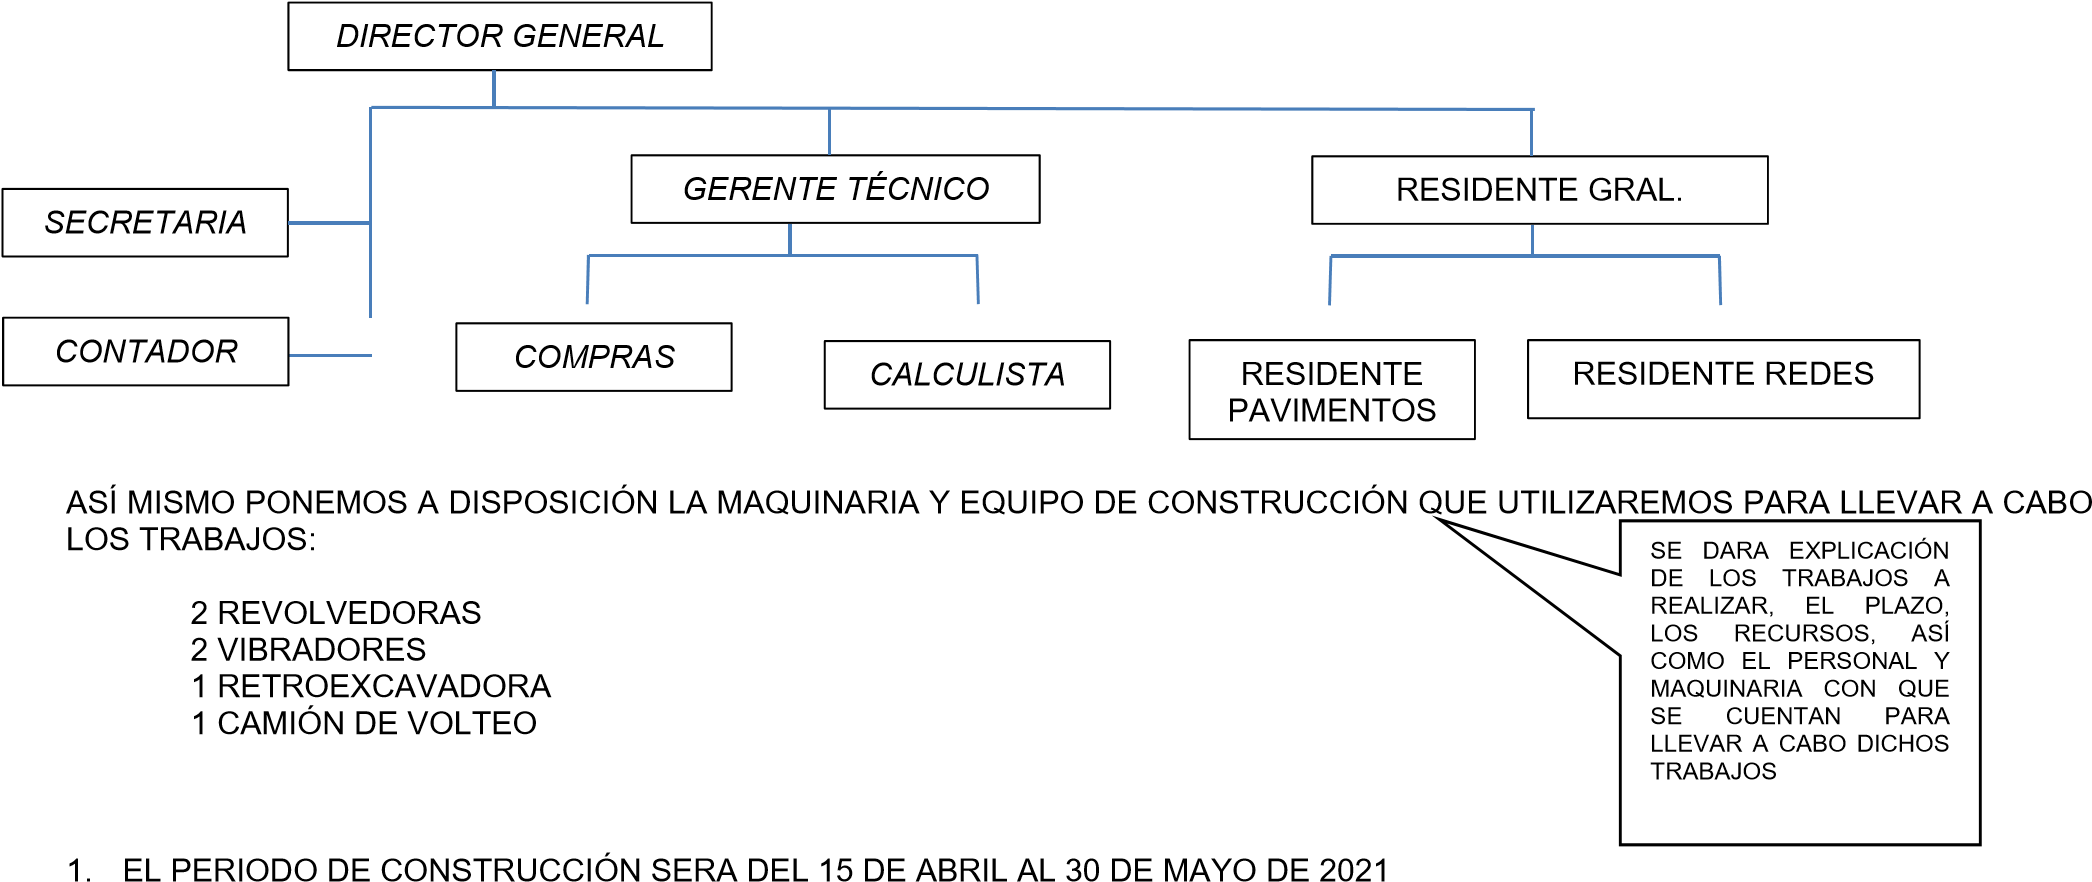 DIRECTOR GENERAL
GERENTE TÉCNICO
RESIDENTE GRAL.
SECRETARIA
CONTADOR
COMPRAS
CALCULISTA
RESIDENTE
PAVIMENTOS
RESIDENTE REDES
ASÍ MISMO PONEMOS A DISPOSICIÓN LA MAQUINARIA Y EQUIPO DE CONSTRUCCIÓN QUE UTILIZAREMOS PARA LLEVAR A CABO
LOS TRABAJOS:
2 REVOLVEDORAS
2 VIBRADORES
1 RETROEXCAVADORA
1 CAMIÓN DE VOLTEO
SE DARA EXPLICACIÓN
DE LOS TRABAJOS A
REALIZAR, EL PLAZO,
LOS RECURSOS, ASÍ
COMO EL PERSONAL Y
MAQUINARIA CON QUE
SE CUENTAN PARA
LLEVAR A CABO DICHOS
TRABAJOS
1. EL PERIODO DE CONSTRUCCIÓN SERA DEL 15 DE ABRIL AL 30 DE MAYO DE 2021